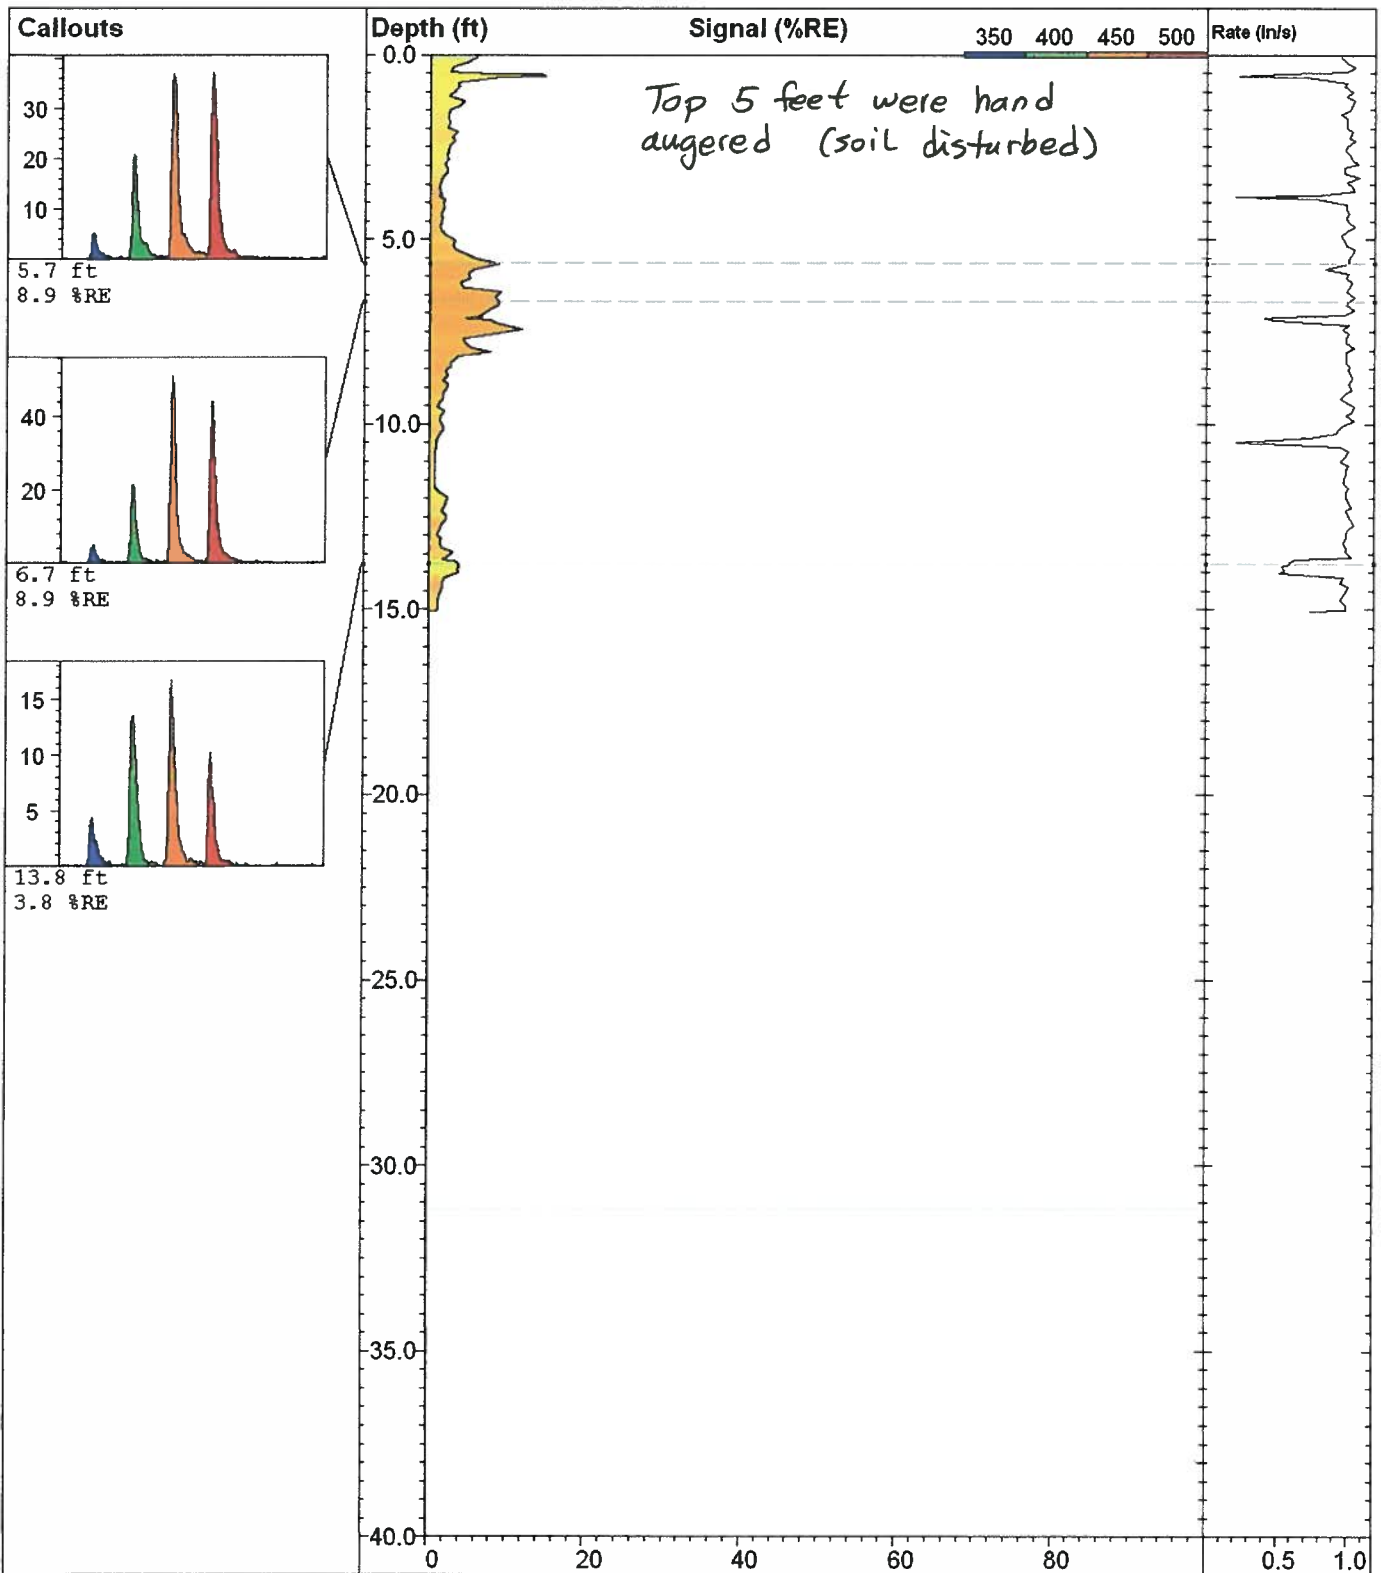 Callouts
Depth (ft)
Signal (%RE)
350 400 450 500
Rate (in/s)
Top 5 feet were hand
augered (soil disturbed)
30
20
10
5.7 ft
8.9 %RE
40
20
6.7 ft
8.9 %RE
15
10
5
13.8 ft
3.8 %RE
0.0
5.0
10.0
15.0
20.0
25.0
30.0
35.0
40.0
0 20 40 60 80
0.5 1.0